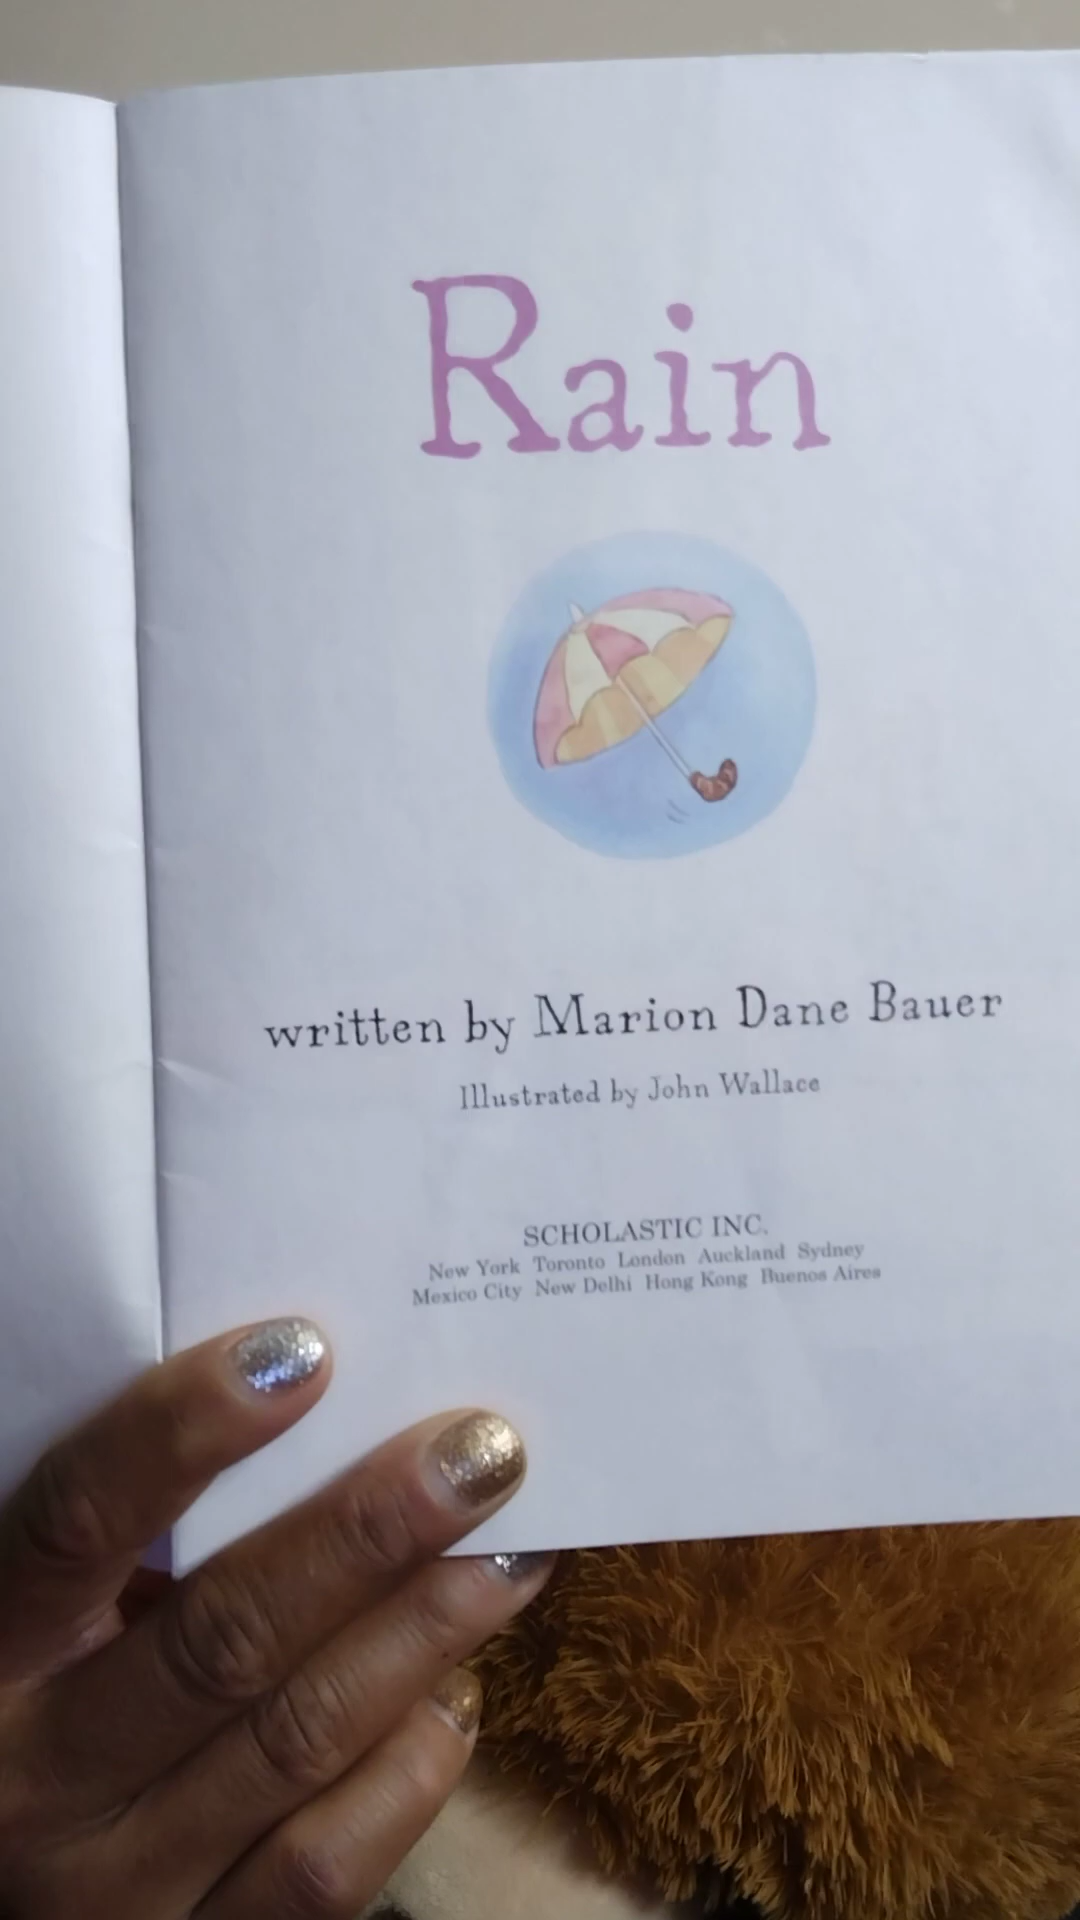 Rain
written by Marion Dane Bauer
Illustrated by John Wallace
SCHOLASTIC INC.
New York Toronto London Auckland Sydney
Mexico City New Delhi Hong Kong Buenos Aires